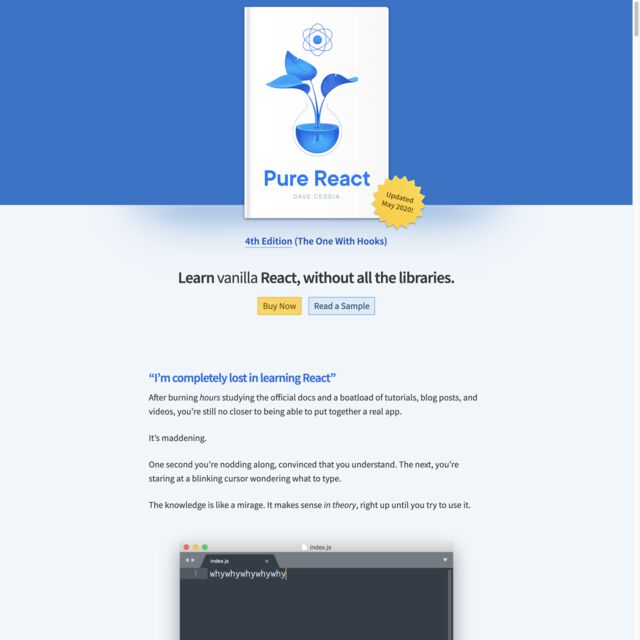 Pure React
DAVE CEDDIA
Updated
May 2020!
4th Edition (The One With Hooks)
Learn vanilla React, without all the libraries.
Buy Now
Read a Sample
“I’m completely lost in learning React”
After burning hours studying the official docs and a boatload of tutorials, blog posts, and
videos, you’re still no closer to being able to put together a real app.
It’s maddening.
One second you’re nodding along, convinced that you understand. The next, you’re
staring at a blinking cursor wondering what to type.
The knowledge is like a mirage. It makes sense in theory, right up until you try to use it.
index.js
index.js
1 whywhywhywhywhy